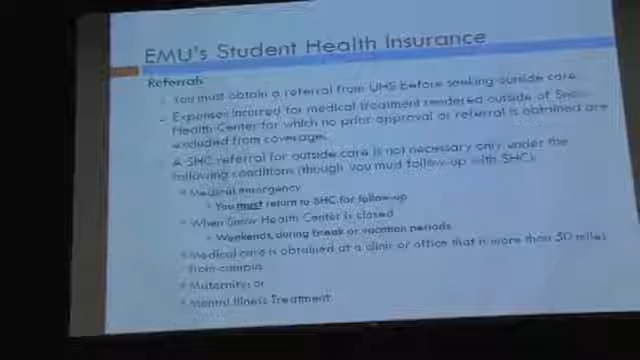 EMU's Student Health Insurance
Referrals
You must obtain a referral from UHS before seeking outside care.
Expenses incurred for medical treatment rendered outside of Snow
Health Center for which no prior approval or referral is obtained are
excluded from coverage.
A SHC referral for outside care is not necessary only under the
following conditions (though you must follow-up with SHC):
Medical Emergency
You must return to SHC for follow-up
When Snow Health Center is closed
Weekends, during break or vacation periods
Medical care is obtained at a clinic or office that is more than 50 miles
from campus
Maternity; or
Mental Illness Treatment